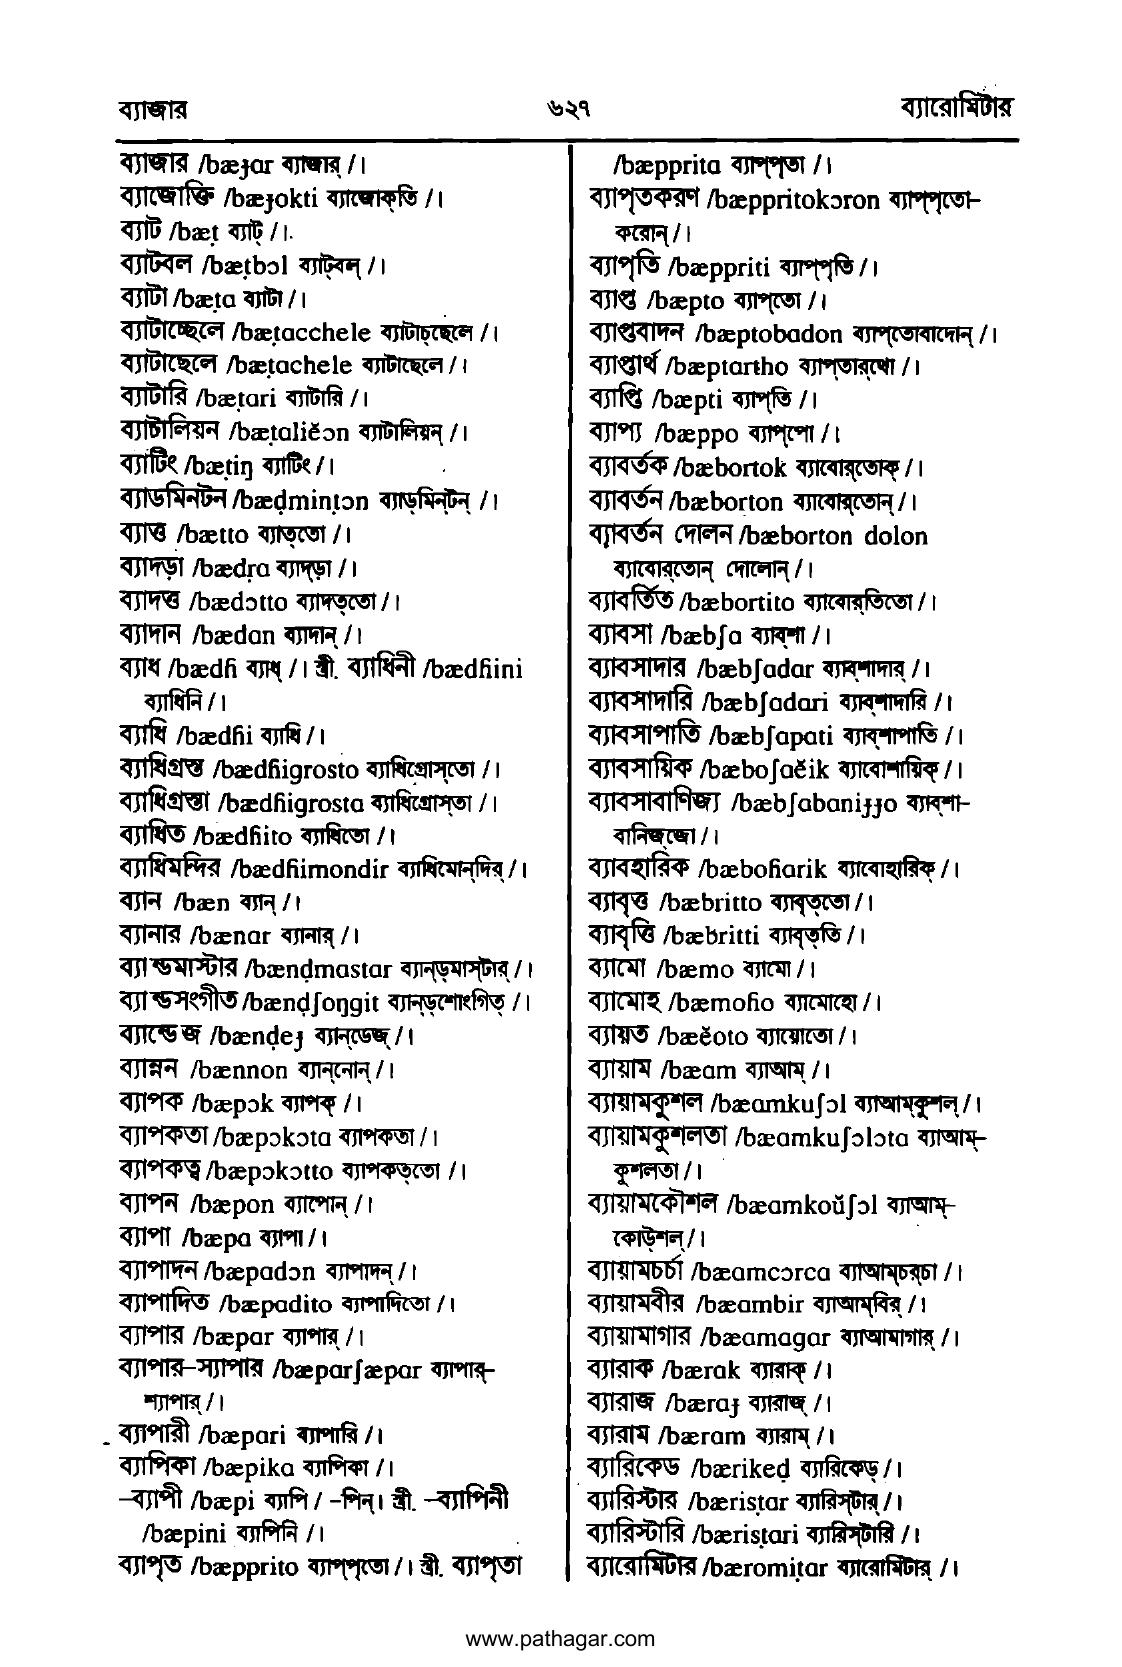 ব্যাজার ৬২৭ ব্যারোমিটার
ব্যাজার /bæɟar ব্যাজার্ /।
ব্যাজোক্তি /bæɟokti ব্যাজোক্‌তি /।
ব্যাট /bæṭ ব্যাট্ /।
ব্যাটবল /bæṭbɔl ব্যাট্‌বল্ /।
ব্যাটা /bæṭa ব্যাটা /।
ব্যাটাচ্ছেলে /bæṭacchele ব্যাটাচ্‌ছেলে /।
ব্যাটাছেলে /bæṭachele ব্যাটাছেলে /।
ব্যাটারি /bæṭari ব্যাটারি /।
ব্যাটালিয়ন /bæṭaliĕɔn ব্যাটালিয়ন্ /।
ব্যাটিং /bæṭiŋ ব্যাটিং /।
ব্যাডমিনটন /bæḍminṭɔn ব্যাড্‌মিন্‌টন্ /।
ব্যাত্ত /bætto ব্যাত্‌তো /।
ব্যাদড়া /bædṛa ব্যাদ্‌ড়া /।
ব্যাদত্ত /bædɔtto ব্যাদত্‌তো /।
ব্যাদান /bædan ব্যাদান্ /।
ব্যাধ /bædɦ ব্যাধ্ /। স্ত্রী. ব্যাধিনী /bædɦini
ব্যাধিনি /।
ব্যাধি /bædɦi ব্যাধি /।
ব্যাধিগ্রস্ত /bædɦigrosto ব্যাধিগ্রোস্‌তো /।
ব্যাধিগ্রস্তা /bædɦigrosta ব্যাধিগ্রোস্‌তা /।
ব্যাধিত /bædɦito ব্যাধিতো /।
ব্যাধিমন্দির /bædɦimondir ব্যাধিমোন্‌দির্ /।
ব্যান /bæn ব্যান্ /।
ব্যানার /bænar ব্যানার্ /।
ব্যান্ডমাস্টার /bænḍmastar ব্যান্‌ড্‌মাস্‌টার্ /।
ব্যান্ডসংগীত /bænḍʃoŋgit ব্যান্‌ড্‌শোংগিত্ /।
ব্যান্ডেজ /bænḍeɟ ব্যান্‌ডেজ্ /।
ব্যান্নন /bænnon ব্যান্‌নোন্ /।
ব্যাপক /bæpɔk ব্যাপক্ /।
ব্যাপকতা /bæpɔkɔta ব্যাপকতা /।
ব্যাপকত্ব /bæpɔkɔtto ব্যাপকত্‌তো /।
ব্যাপন /bæpon ব্যাপোন্ /।
ব্যাপা /bæpa ব্যাপা /।
ব্যাপাদন /bæpadɔn ব্যাপাদন্ /।
ব্যাপাদিত /bæpadito ব্যাপাদিতো /।
ব্যাপার /bæpar ব্যাপার্ /।
ব্যাপার-স্যাপার /bæparʃæpar ব্যাপার্-
শ্যাপার্ /।
ব্যাপারী /bæpari ব্যাপারি /।
ব্যাপিকা /bæpika ব্যাপিকা /।
-ব্যাপী /bæpi ব্যাপি / -পিন্। স্ত্রী. -ব্যাপিনী
/bæpini ব্যাপিনি /।
ব্যাপৃত /bæpprito ব্যাপ্‌পৃতো /। স্ত্রী. ব্যাপৃতা
/bæpprita ব্যাপ্‌পৃতা /।
ব্যাপৃতকরণ /bæppritokɔron ব্যাপ্‌পৃতো-
করোন্ /।
ব্যাপৃতি /bæppriti ব্যাপ্‌পৃতি /।
ব্যাপ্ত /bæpto ব্যাপ্‌তো /।
ব্যাপ্তবাদন /bæptobadon ব্যাপ্‌তোবাদোন্ /।
ব্যাপ্তার্থ /bæptartho ব্যাপ্‌তার্‌থো /।
ব্যাপ্তি /bæpti ব্যাপ্‌তি /।
ব্যাপ্য /bæppo ব্যাপ্‌পো /।
ব্যাবর্তক /bæbortok ব্যাবোর্‌তোক্ /।
ব্যাবর্তন /bæborton ব্যাবোর্‌তোন্ /।
ব্যাবর্তন দোলন /bæborton dolon
ব্যাবোর্‌তোন্ দোলোন্ /।
ব্যাবর্তিত /bæbortito ব্যাবোর্‌তিতো /।
ব্যাবসা /bæbʃa ব্যাব্‌শা /।
ব্যাবসাদার /bæbʃadar ব্যাব্‌শাদার্ /।
ব্যাবসাদারি /bæbʃadari ব্যাব্‌শাদারি /।
ব্যাবসাপাতি /bæbʃapati ব্যাব্‌শাপাতি /।
ব্যাবসায়িক /bæboʃaĕik ব্যাবোশায়িক্ /।
ব্যাবসাবাণিজ্য /bæbʃabaniɟɟo ব্যাব্‌শা-
বানিজ্‌জো /।
ব্যাবহারিক /bæboɦarik ব্যাবোহারিক্ /।
ব্যাবৃত্ত /bæbritto ব্যাবৃত্‌তো /।
ব্যাবৃত্তি /bæbritti ব্যাবৃত্‌তি /।
ব্যামো /bæmo ব্যামো /।
ব্যামোহ /bæmoɦo ব্যামোহো /।
ব্যায়ত /bæĕoto ব্যায়োতো /।
ব্যায়াম /bæam ব্যাআম্ /।
ব্যায়ামকুশল /bæamkuʃɔl ব্যাআম্‌কুশল্ /।
ব্যায়ামকুশলতা /bæamkuʃɔlɔta ব্যাআম্-
কুশলতা /।
ব্যায়ামকৌশল /bæamkoŭʃɔl ব্যাআম্-
কোউ্‌শল্ /।
ব্যায়ামচর্চা /bæamcɔrca ব্যাআম্‌চর্‌চা /।
ব্যায়ামবীর /bæambir ব্যাআম্‌বির্ /।
ব্যায়ামাগার /bæamagar ব্যাআমাগার্ /।
ব্যারাক /bærak ব্যারাক্ /।
ব্যারাজ /bæraɟ ব্যারাজ্ /।
ব্যারাম /bæram ব্যারাম্ /।
ব্যারিকেড /bærikeḍ ব্যারিকেড্ /।
ব্যারিস্টার /bærisṭar ব্যারিস্‌টার্ /।
ব্যারিস্টারি /bærisṭari ব্যারিস্‌টারি /।
ব্যারোমিটার /bæromiṭar ব্যারোমিটার্ /।
www.pathagar.com